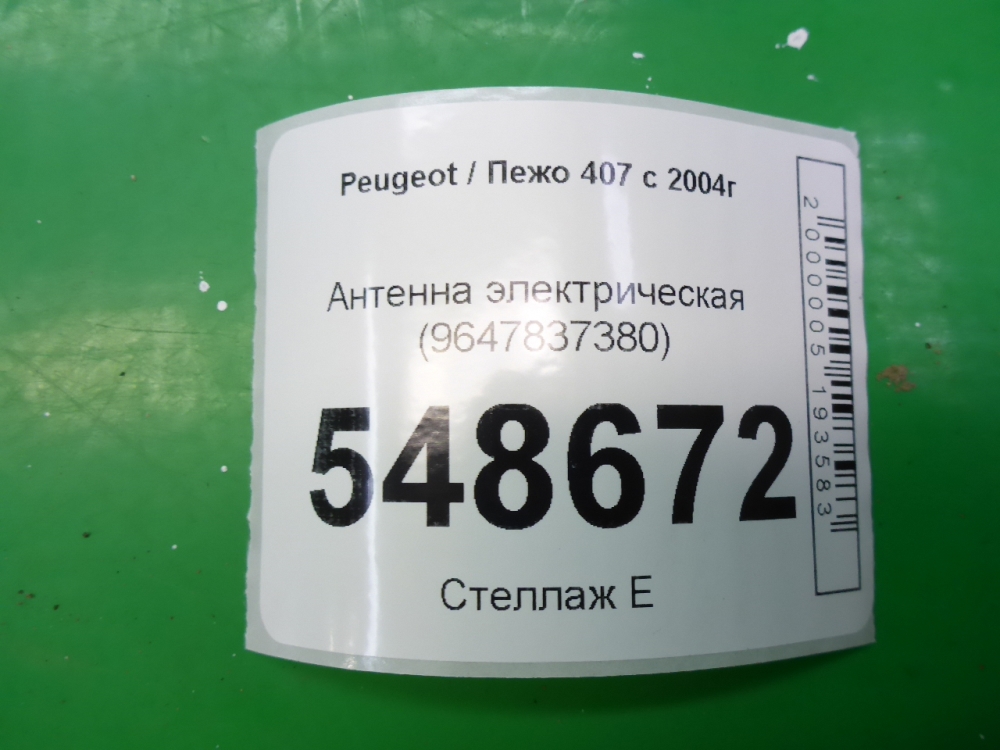 Peugeot / Пежо 407 с 2004г
Антенна электрическая
(9647837380)
548672
Стеллаж Е
2000005193583